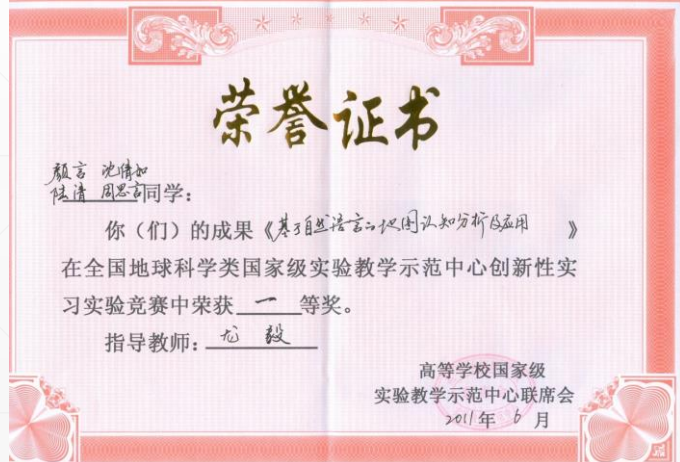 荣誉证书
颜言 沈倩如
陆清 周思言同学:
你（们）的成果《基于自然语言的地图认知分析及应用》
在全国地球科学类国家级实验教学示范中心创新性实
习实验竞赛中荣获一等奖。
指导教师:龙毅
高等学校国家级
实验教学示范中心联席会
2011年6月